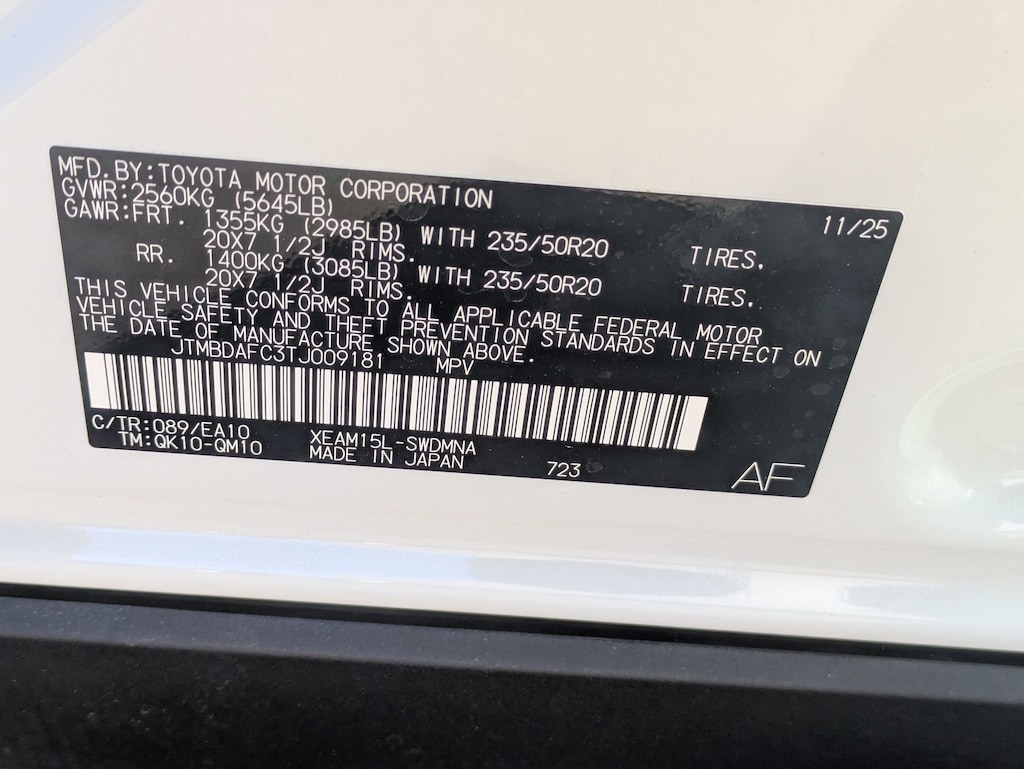 MFD.BY:TOYOTA MOTOR CORPORATION 11/25
GVWR:2560KG (5645LB)
GAWR:FRT. 1355KG (2985LB) WITH 235/50R20 TIRES,
20X7 1/2J RIMS.
RR. 1400KG (3085LB) WITH 235/50R20 TIRES.
20X7 1/2J RIMS.
THIS VEHICLE CONFORMS TO ALL APPLICABLE FEDERAL MOTOR
VEHICLE SAFETY AND THEFT PREVENTION STANDARDS IN EFFECT ON
THE DATE OF MANUFACTURE SHOWN ABOVE.
JTMBDAFC3TJ009181 MPV
C/TR:089/EA10 XEAM15L-SWDMNA
TM:QK10-QM10 MADE IN JAPAN 723 AF